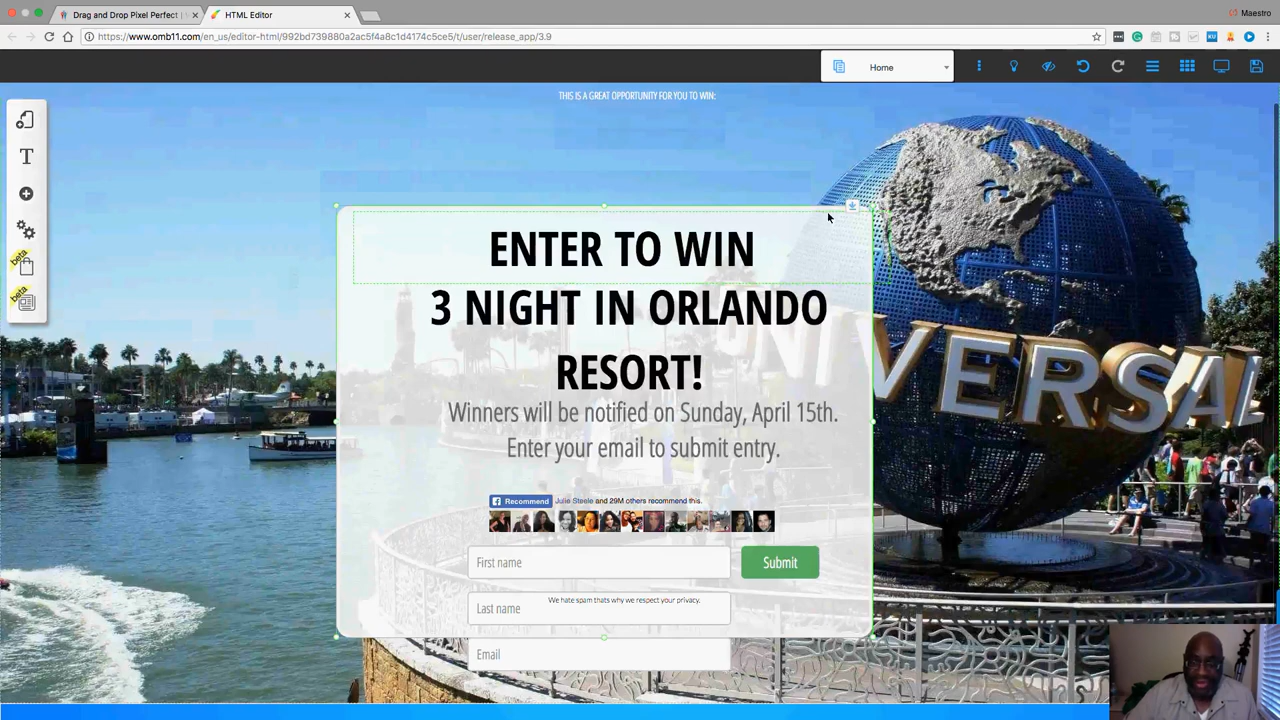 Drag and Drop Pixel Perfect |
HTML Editor
Maestro
https://www.omb11.com/en_us/editor-html/992bd739880a2ac5f4a8c1d4174c5ce5/t/user/release_app/3.9
Home
THIS IS A GREAT OPPORTUNITY FOR YOU TO WIN:
ENTER TO WIN
3 NIGHT IN ORLANDO
RESORT!
Winners will be notified on Sunday, April 15th.
Enter your email to submit entry.
Recommend Julie Steele and 29M others recommend this.
First name
Submit
We hate spam thats why we respect your privacy.
Last name
Email
UNIVERSAL
T
beta
beta
KU